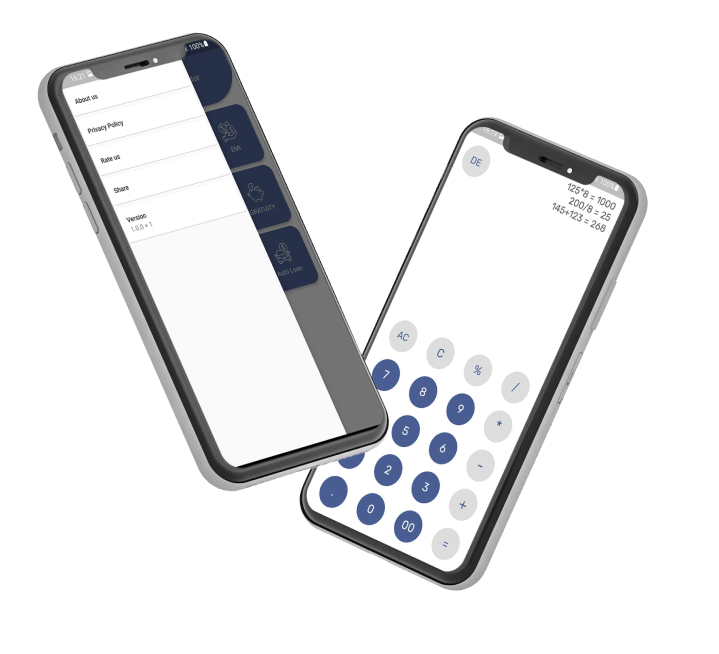 16:21
100%
About us
Privacy Policy
Rate us
Share
Version
1.0.0 + 1
EMI
GRATUITY
Auto Loan
16:19
100%
DE
125*8 = 1000
200/8 = 25
145+123 = 268
AC
C
%
/
7
8
9
*
5
6
-
2
3
+
.
0
00
=